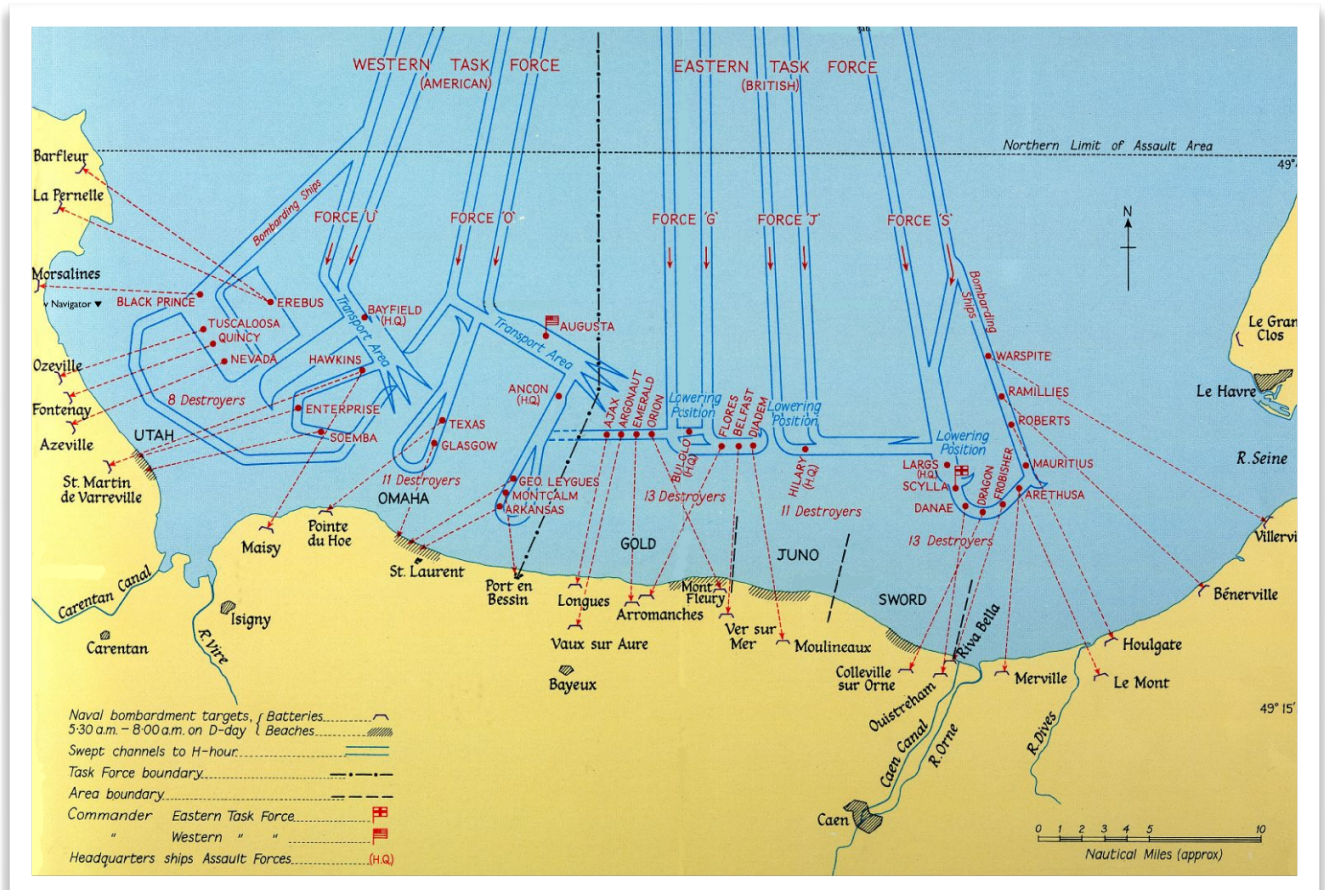 WESTERN TASK FORCE
(AMERICAN)
EASTERN TASK FORCE
(BRITISH)
Northern Limit of Assault Area
49°
Barfleur
La Pernelle
Morsalines
Navigator ▼
Ozeville
Fontenay
Azeville
St. Martin
de Varreville
UTAH
Bombarding Ships
FORCE 'U'
FORCE 'O'
FORCE 'G'
FORCE 'J'
FORCE 'S'
Bombarding
Ships
N
BLACK PRINCE
EREBUS
TUSCALOOSA
QUINCY
NEVADA
8 Destroyers
BAYFIELD
(H.Q.)
Transport Area
HAWKINS
ENTERPRISE
SOEMBA
Transport Area
AUGUSTA
ANCON
(H.Q)
TEXAS
GLASGOW
11 Destroyers
OMAHA
GEO. LEYGUES
MONTCALM
ARKANSAS
AJAX
ARGONAUT
EMERALD
ORION
Lowering
Position
BULOLO
(H.Q)
FLORES
BELFAST
DIADEM
13 Destroyers
GOLD
Lowering
Position
HILARY
(H.Q)
11 Destroyers
JUNO
Lowering
Position
LARGS
(H.Q)
SCYLLA
DANAE
DRAGON
FROBISHER
13 Destroyers
SWORD
WARSPITE
RAMILLIES
ROBERTS
MAURITIUS
ARETHUSA
Le Gran
Clos
Le Havre
R. Seine
Villervi
Bénerville
Houlgate
Le Mont
Merville
Riva Bella
Ouistreham
Colleville
sur Orne
Moulineaux
Ver sur
Mer
Mont
Fleury
Arromanches
Longues
Vaux sur Aure
Bayeux
Port en
Bessin
St. Laurent
Pointe
du Hoe
Maisy
Isigny
R. Vire
Carentan Canal
Carentan
Caen Canal
R. Orne
Caen
R. Dives
49° 15'
Naval bombardment targets, Batteries
5·30 a.m. – 8·00 a.m. on D-day Beaches
Swept channels to H-hour
Task Force boundary
Area boundary
Commander Eastern Task Force
" Western " "
Headquarters ships Assault Forces (H.Q.)
0 1 2 3 4 5 10
Nautical Miles (approx)